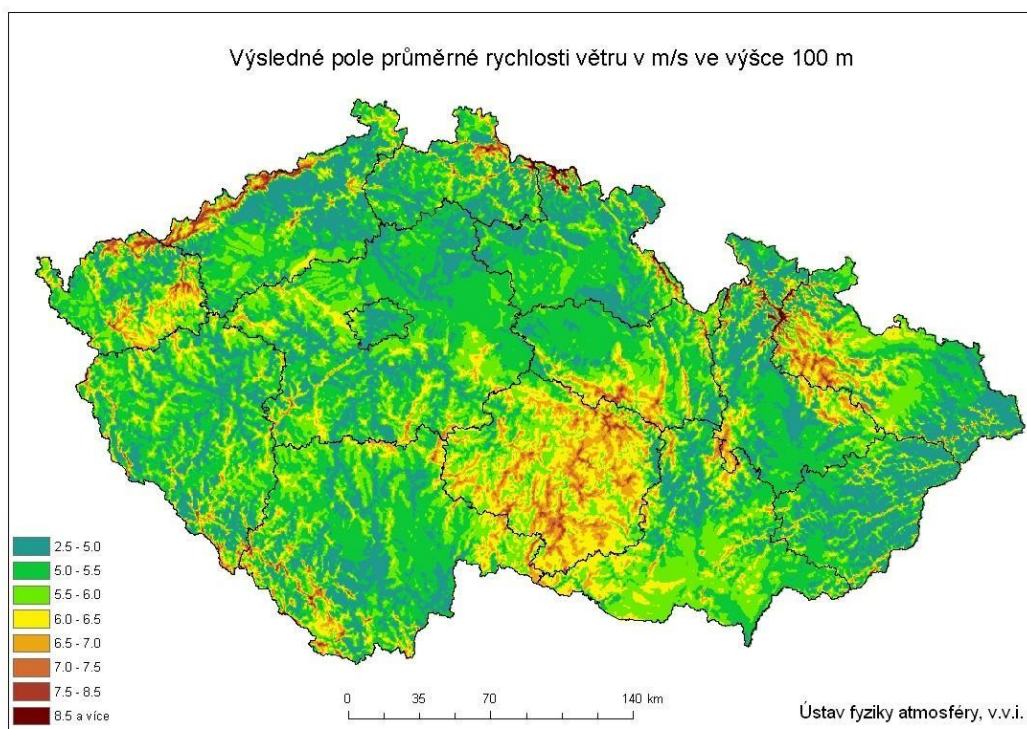 Výsledné pole průměrné rychlosti větru v m/s ve výšce 100 m
2.5 - 5.0
5.0 - 5.5
5.5 - 6.0
6.0 - 6.5
6.5 - 7.0
7.0 - 7.5
7.5 - 8.5
8.5 a více
0 35 70 140 km
Ústav fyziky atmosféry, v.v.i.